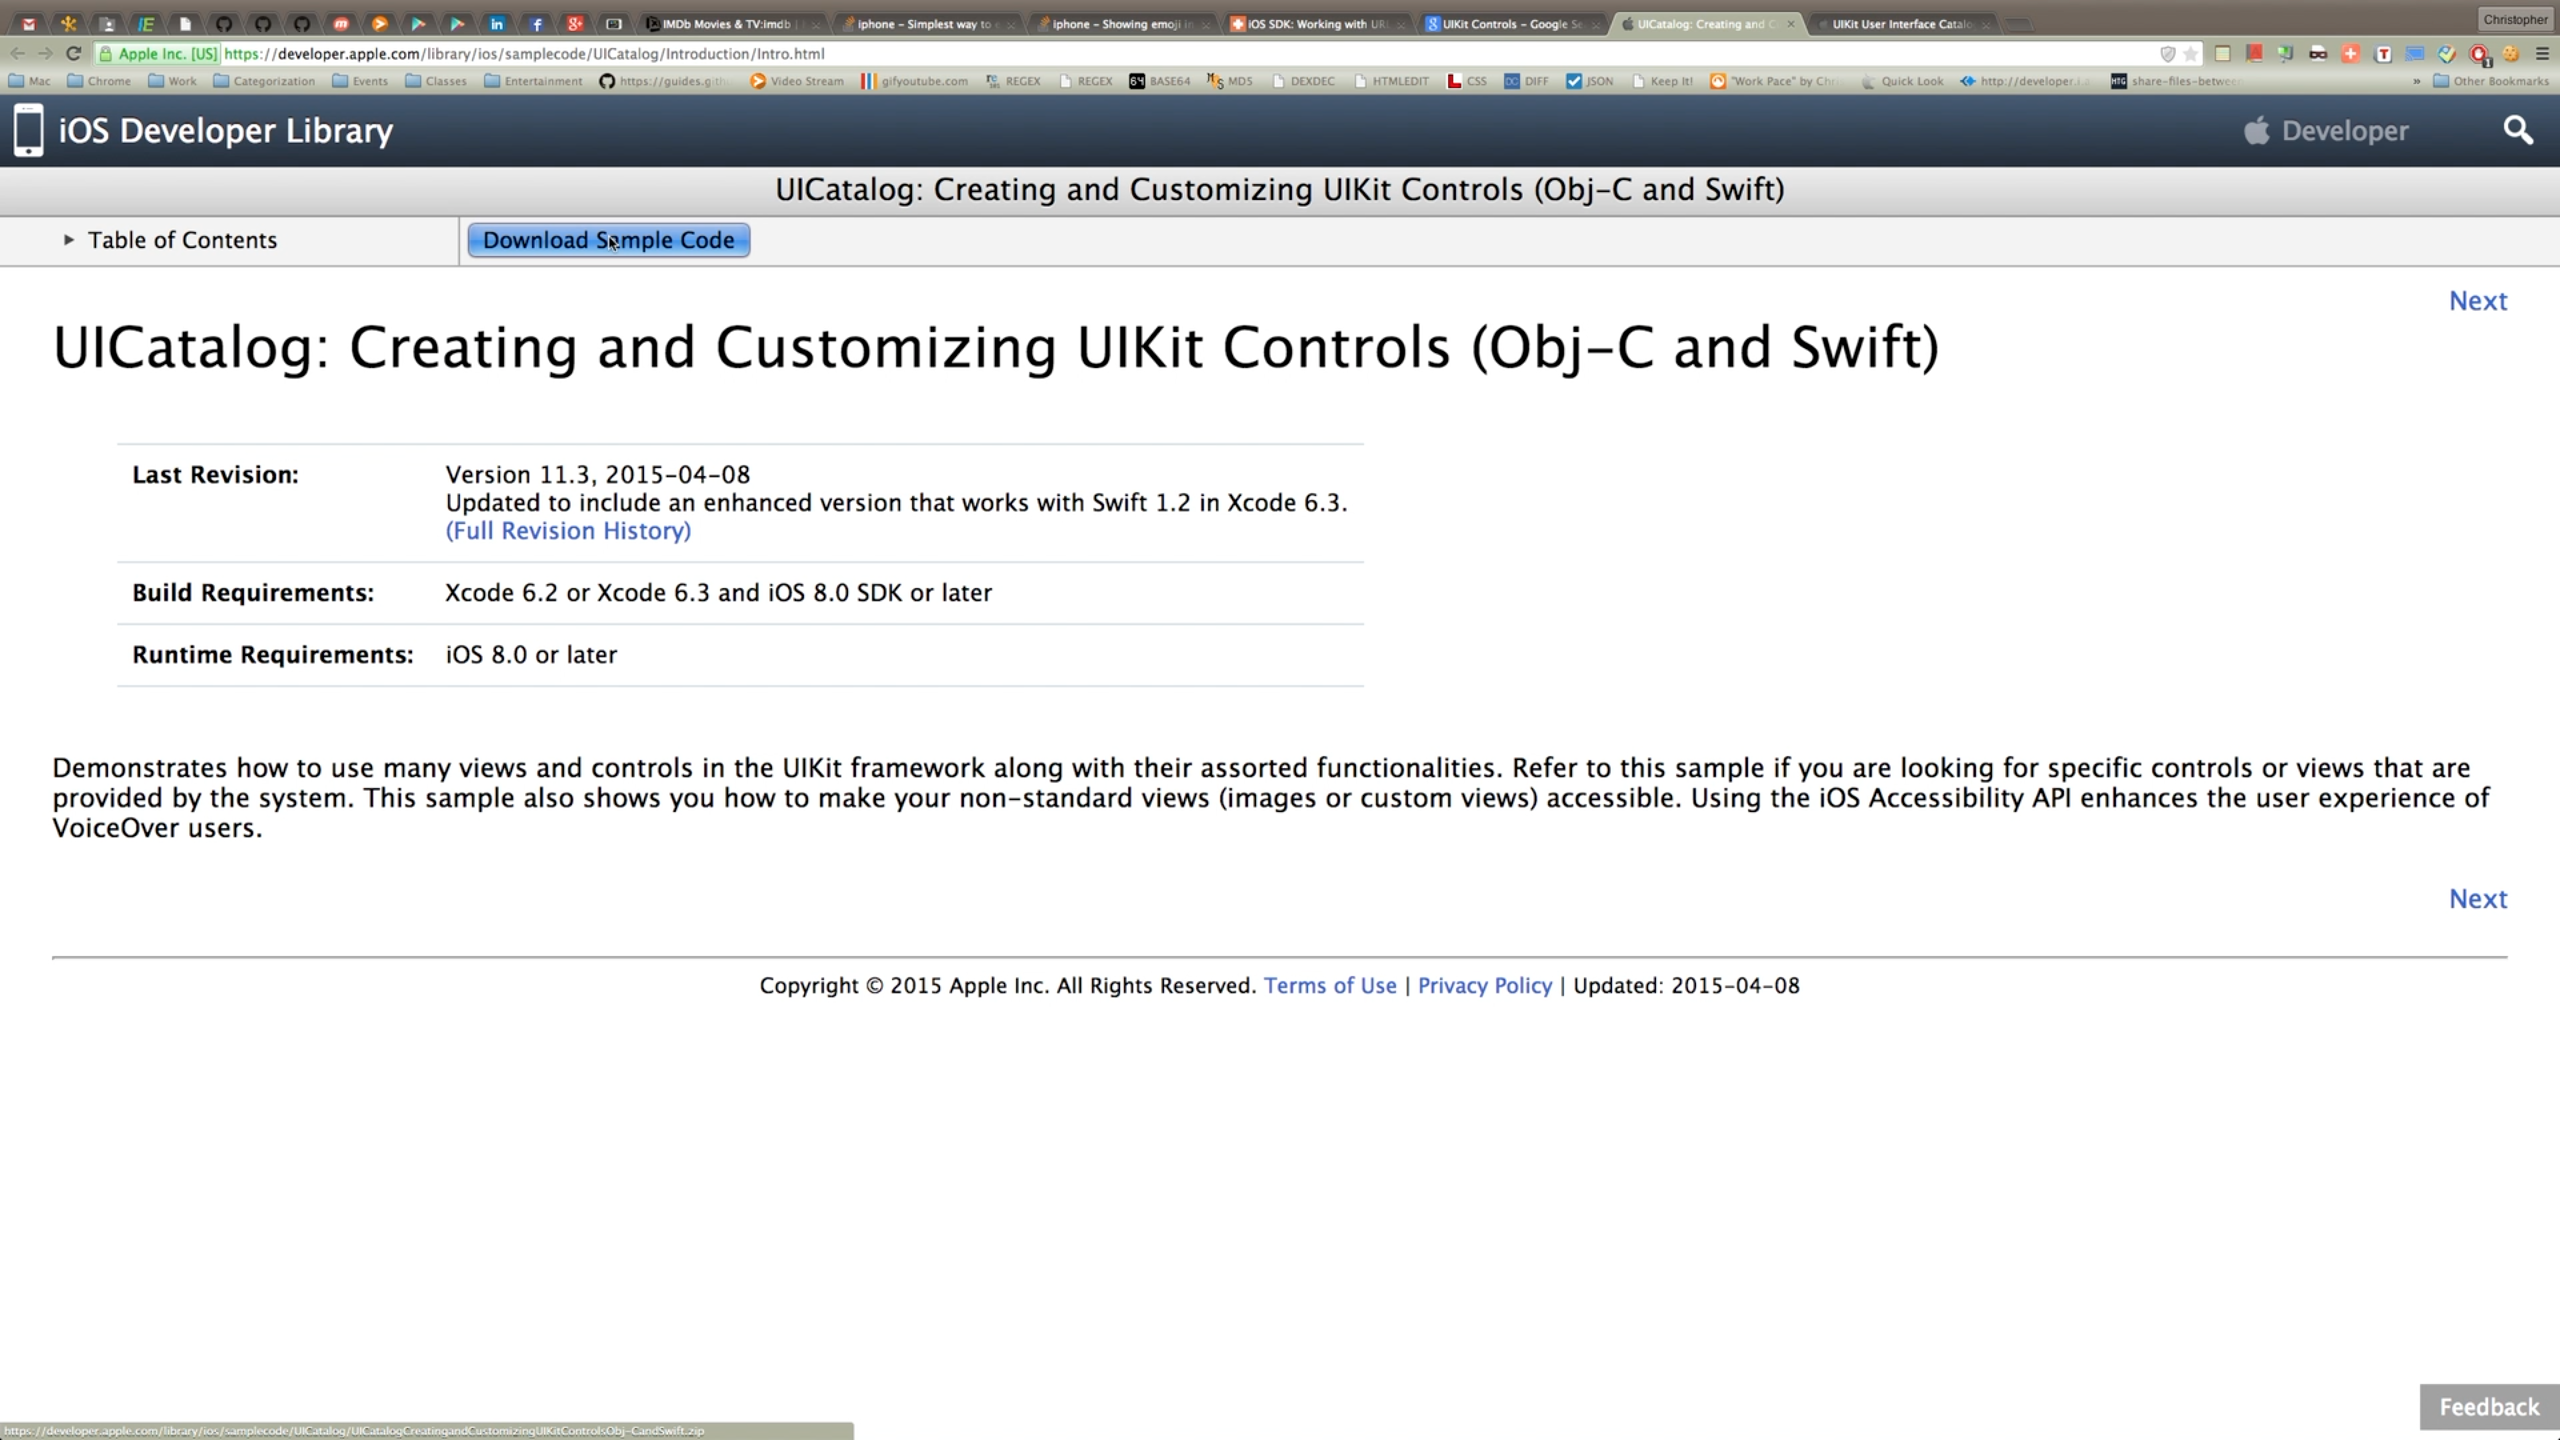 IMDb Movies & TV:imdb
iphone - Simplest way to
iphone - Showing emoji in
iOS SDK: Working with URL
UIKit Controls - Google Se
UICatalog: Creating and C
UIKit User Interface Catalo
Christopher
Apple Inc. [US] https://developer.apple.com/library/ios/samplecode/UICatalog/Introduction/Intro.html
Mac Chrome Work Categorization Events Classes Entertainment https://guides.gith Video Stream gifyoutube.com REGEX REGEX BASE64 MD5 DEXDEC HTMLEDIT CSS DIFF JSON Keep It! "Work Pace" by Chr Quick Look http://developer.i.a share-files-betwee » Other Bookmarks
iOS Developer Library
Developer
UICatalog: Creating and Customizing UIKit Controls (Obj-C and Swift)
Table of Contents
Download Sample Code
Next
UICatalog: Creating and Customizing UIKit Controls (Obj-C and Swift)
Last Revision: Version 11.3, 2015-04-08
Updated to include an enhanced version that works with Swift 1.2 in Xcode 6.3.
(Full Revision History)
Build Requirements: Xcode 6.2 or Xcode 6.3 and iOS 8.0 SDK or later
Runtime Requirements: iOS 8.0 or later
Demonstrates how to use many views and controls in the UIKit framework along with their assorted functionalities. Refer to this sample if you are looking for specific controls or views that are
provided by the system. This sample also shows you how to make your non-standard views (images or custom views) accessible. Using the iOS Accessibility API enhances the user experience of
VoiceOver users.
Next
Copyright © 2015 Apple Inc. All Rights Reserved. Terms of Use | Privacy Policy | Updated: 2015-04-08
Feedback
https://developer.apple.com/library/ios/samplecode/UICatalog/UICatalogCreatingandCustomizingUIKitControlsObj-CandSwift.zip